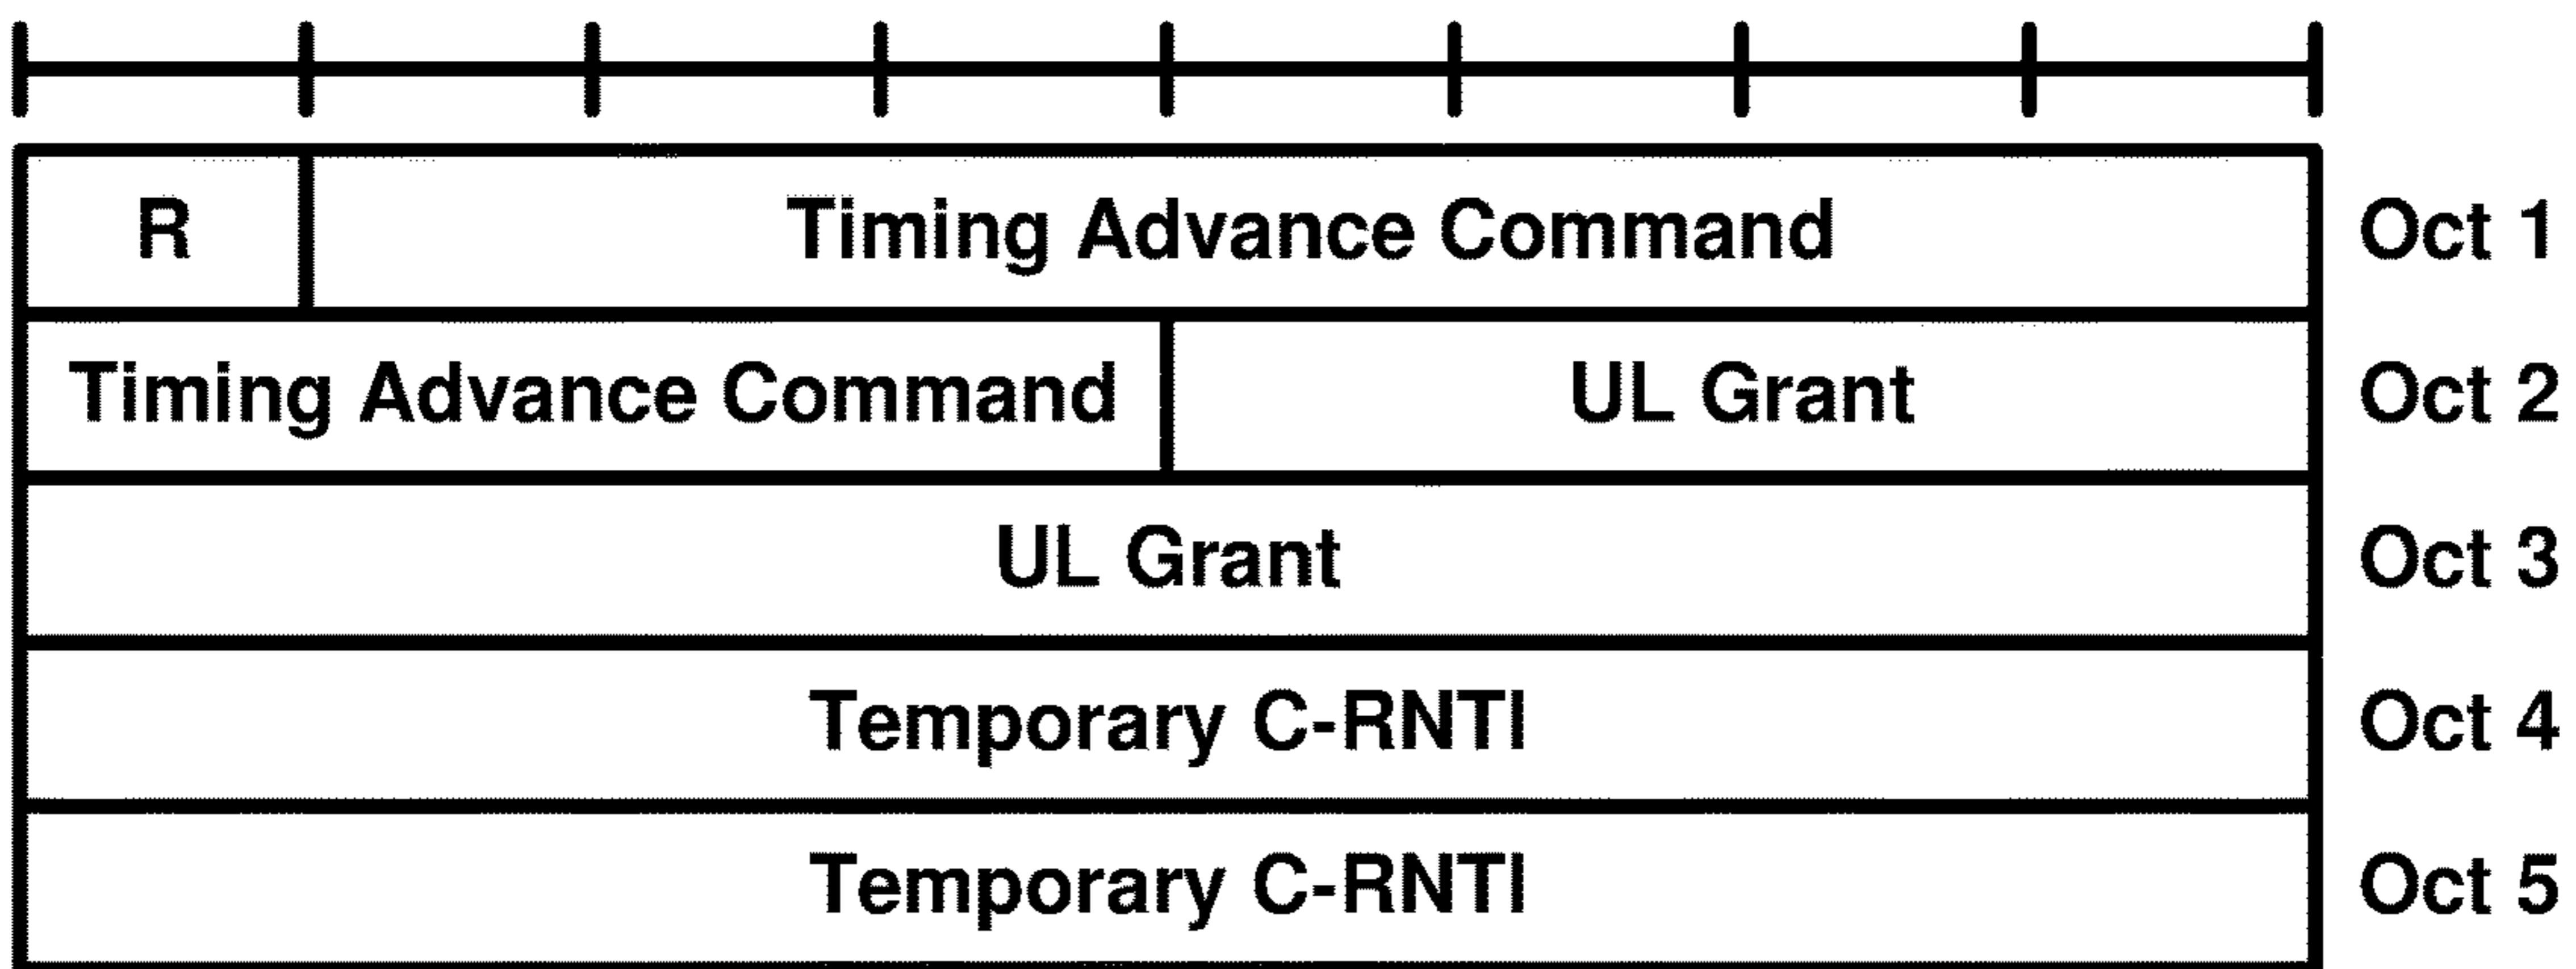 R Timing Advance Command Oct 1
Timing Advance Command UL Grant Oct 2
UL Grant Oct 3
Temporary C-RNTI Oct 4
Temporary C-RNTI Oct 5